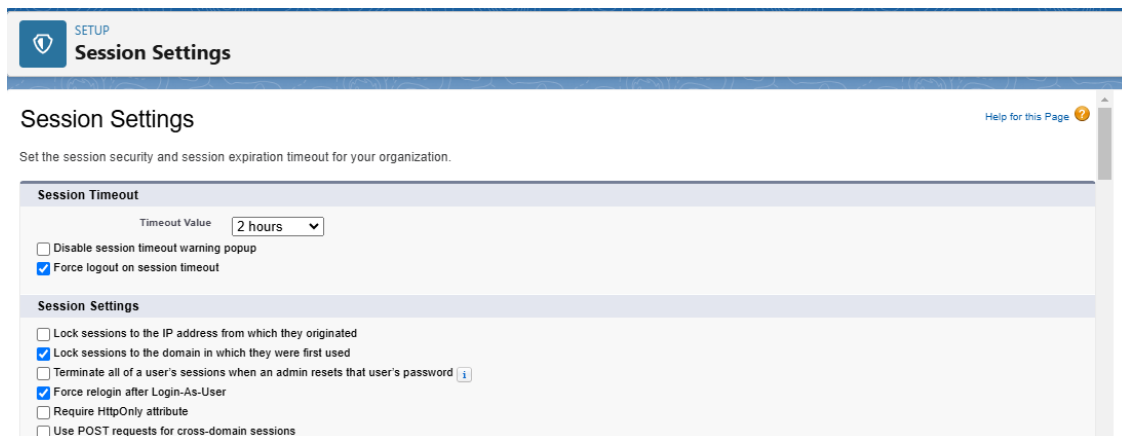 SETUP
Session Settings
Session Settings
Help for this Page ?
Set the session security and session expiration timeout for your organization.
Session Timeout
Timeout Value 2 hours
Disable session timeout warning popup
Force logout on session timeout
Session Settings
Lock sessions to the IP address from which they originated
Lock sessions to the domain in which they were first used
Terminate all of a user's sessions when an admin resets that user's password i
Force relogin after Login-As-User
Require HttpOnly attribute
Use POST requests for cross-domain sessions